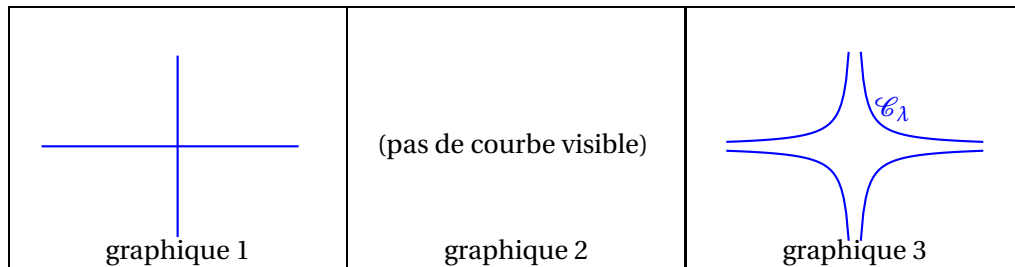 𝒞λ
(pas de courbe visible)
graphique 1
graphique 2
graphique 3